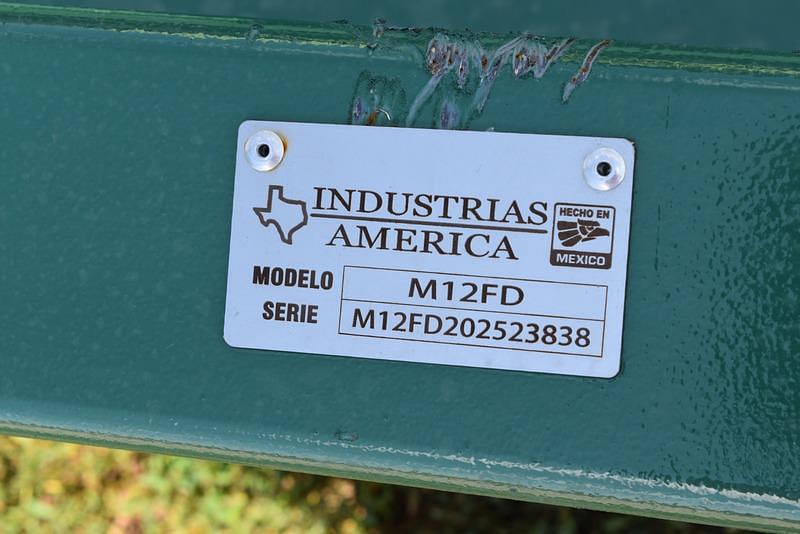 INDUSTRIAS
AMERICA
HECHO EN
MEXICO
MODELO M12FD
SERIE M12FD202523838